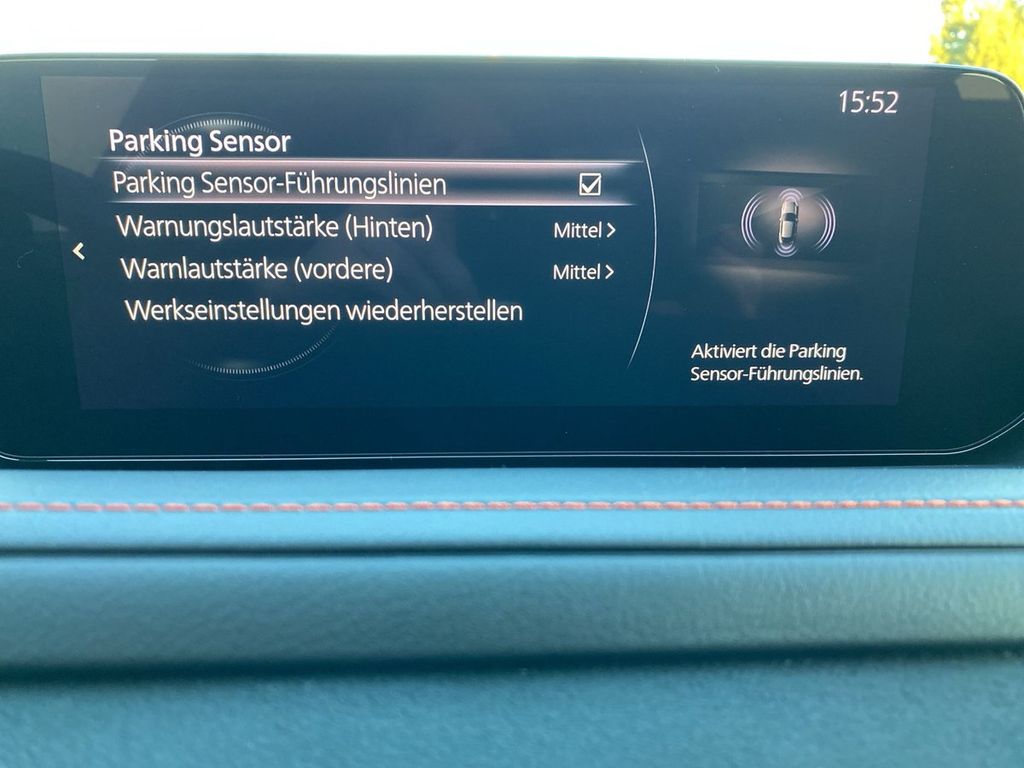 15:52
Parking Sensor
Parking Sensor-Führungslinien
Warnungslautstärke (Hinten) Mittel
Warnlautstärke (vordere) Mittel
Werkseinstellungen wiederherstellen
Aktiviert die Parking
Sensor-Führungslinien.